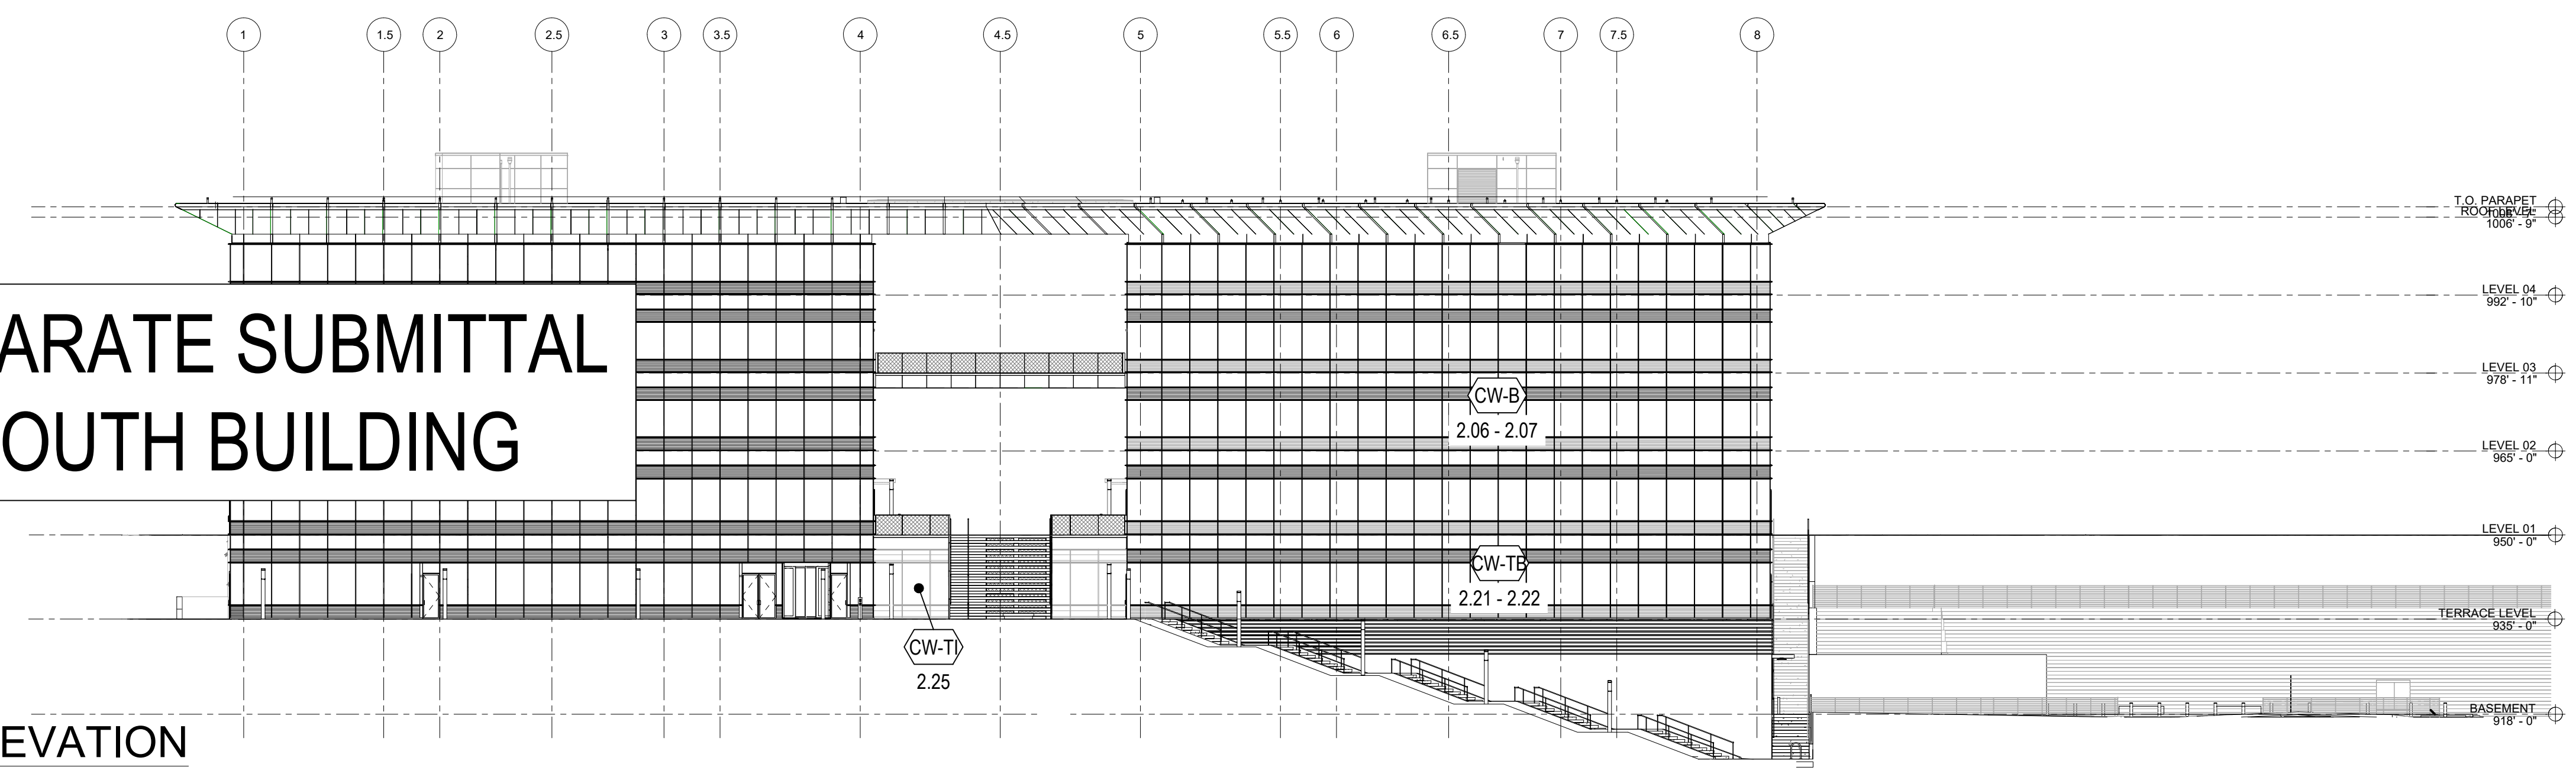 1 1.5 2 2.5 3 3.5 4 4.5 5 5.5 6 6.5 7 7.5 8
T.O. PARAPET
ROOF LEVEL
1006' - 9"
LEVEL 04
992' - 10"
ARATE SUBMITTAL
LEVEL 03
978' - 11"
CW-B
2.06 - 2.07
OUTH BUILDING
LEVEL 02
965' - 0"
LEVEL 01
950' - 0"
CW-TB
2.21 - 2.22
TERRACE LEVEL
935' - 0"
CW-TI
2.25
BASEMENT
918' - 0"
EVATION